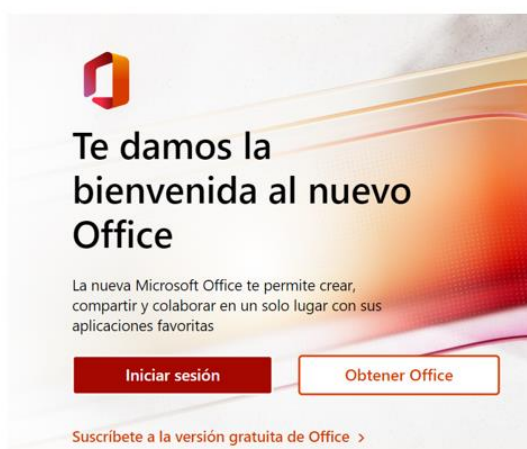 Te damos la
bienvenida al nuevo
Office
La nueva Microsoft Office te permite crear,
compartir y colaborar en un solo lugar con sus
aplicaciones favoritas
Iniciar sesión
Obtener Office
Suscríbete a la versión gratuita de Office >